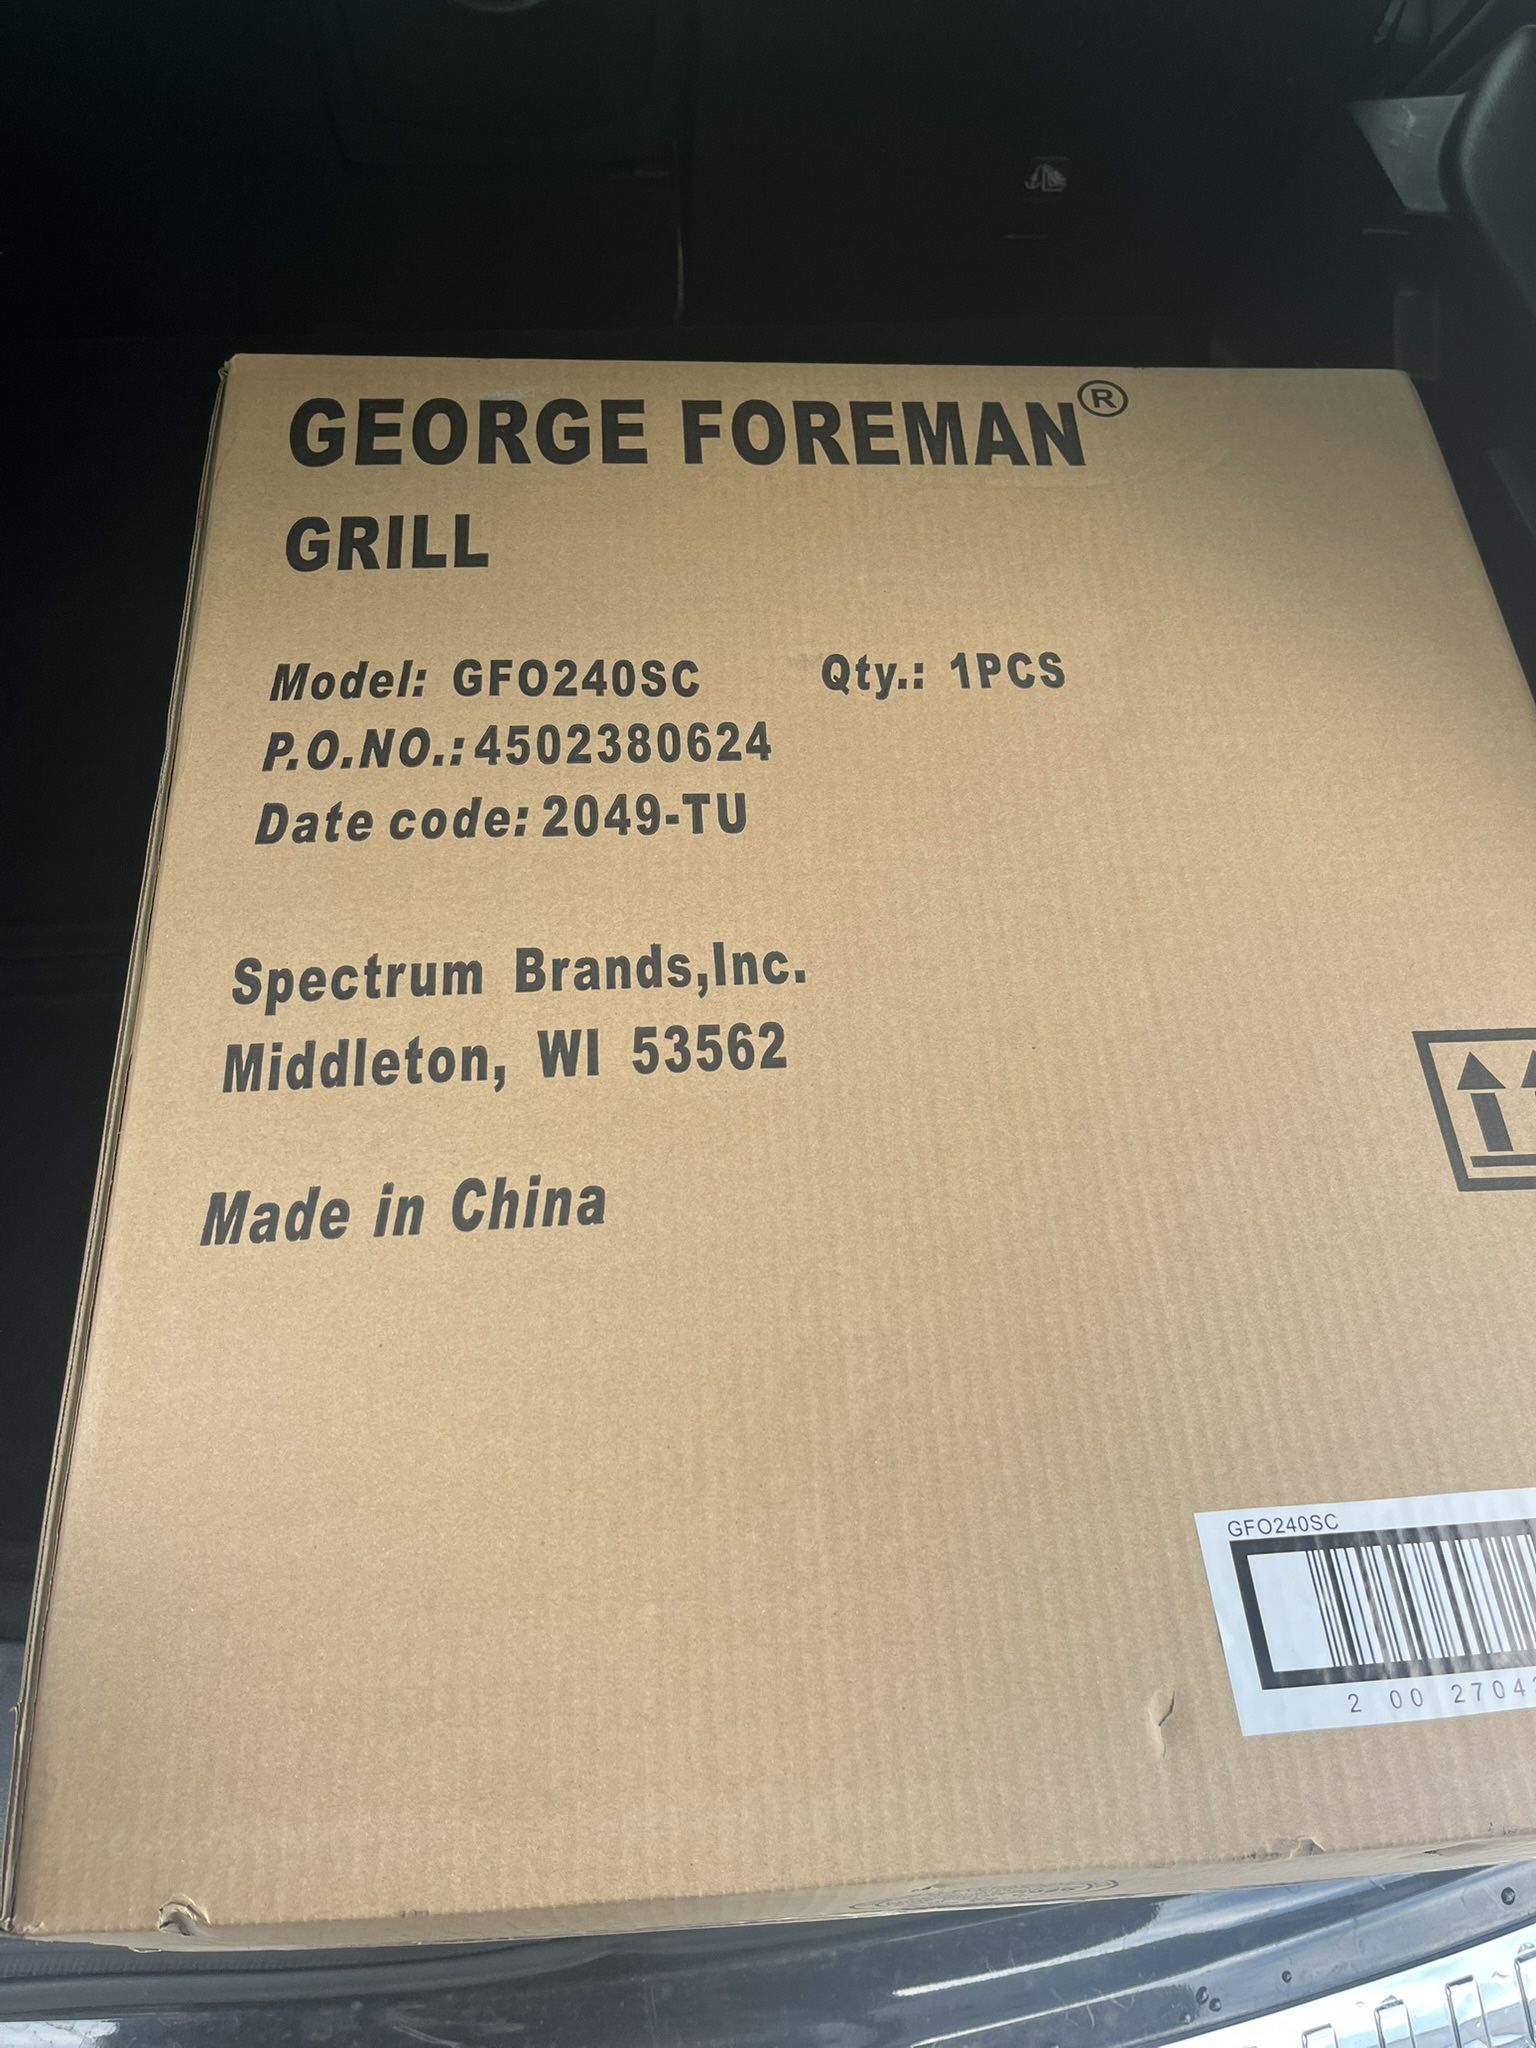 GEORGE FOREMAN®
GRILL
Model: GFO240SC Qty.: 1PCS
P.O.NO.: 4502380624
Date code: 2049-TU
Spectrum Brands,Inc.
Middleton, WI 53562
Made in China
GFO240SC
2 00 2704